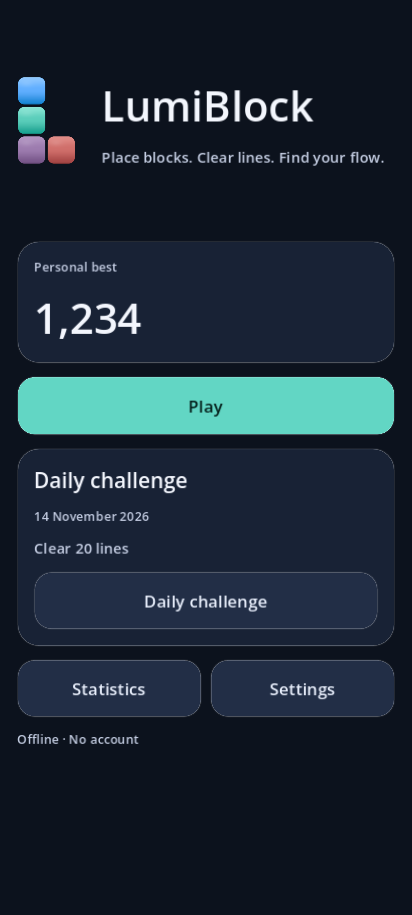 LumiBlock
Place blocks. Clear lines. Find your flow.
Personal best
1,234
Play
Daily challenge
14 November 2026
Clear 20 lines
Daily challenge
Statistics
Settings
Offline · No account